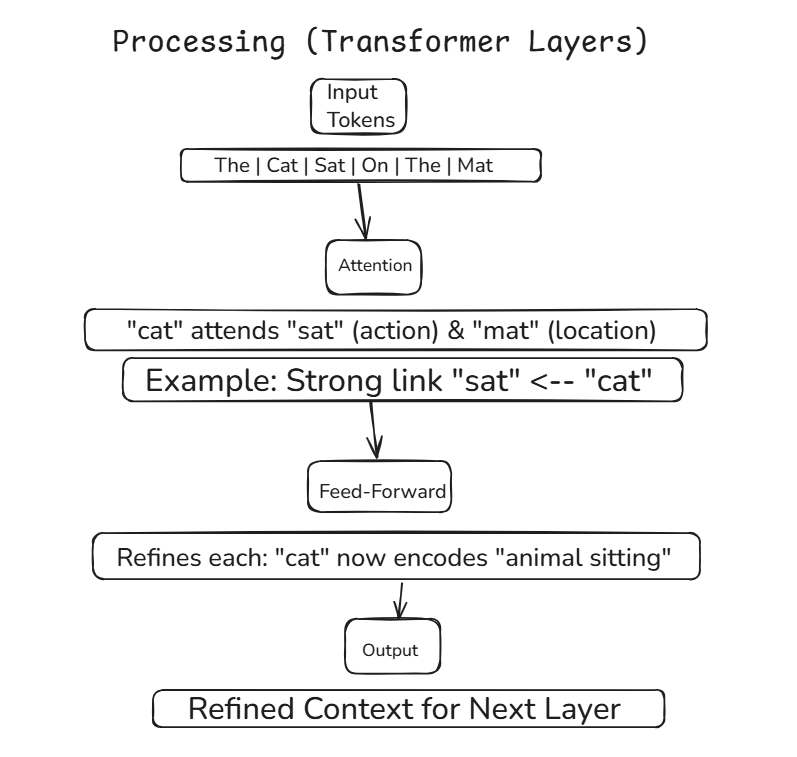 Processing (Transformer Layers)
Input
Tokens
The | Cat | Sat | On | The | Mat
Attention
"cat" attends "sat" (action) & "mat" (location)
Example: Strong link "sat" <-- "cat"
Feed-Forward
Refines each: "cat" now encodes "animal sitting"
Output
Refined Context for Next Layer